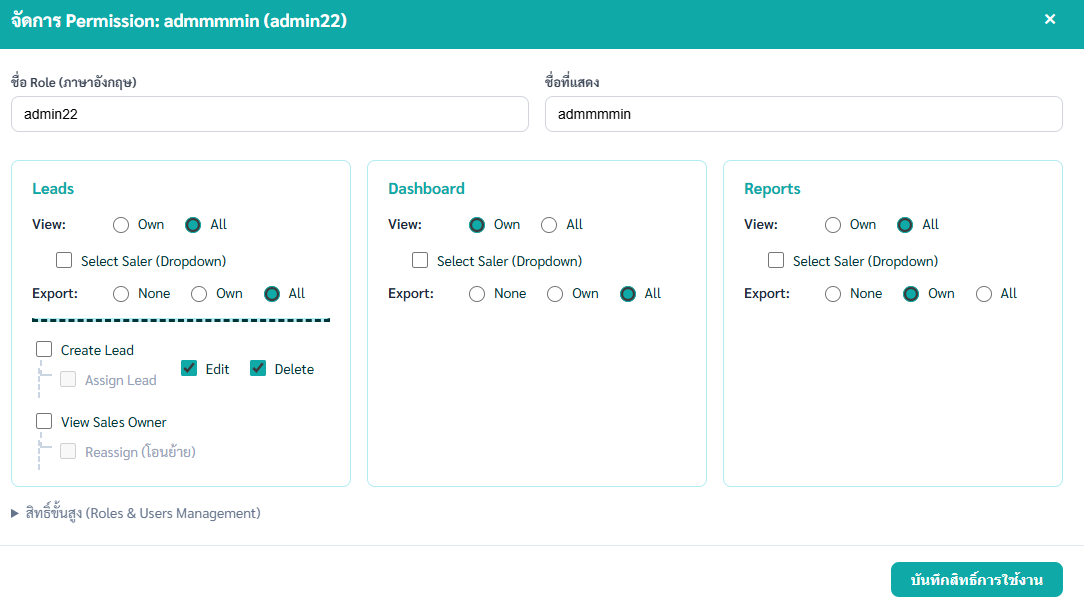 จัดการ Permission: admmmmin (admin22)
×
ชื่อ Role (ภาษาอังกฤษ)
ชื่อที่แสดง
admin22
admmmmin
Leads
View: Own All
Select Saler (Dropdown)
Export: None Own All
Create Lead
Assign Lead
Edit Delete
View Sales Owner
Reassign (โอนย้าย)
Dashboard
View: Own All
Select Saler (Dropdown)
Export: None Own All
Reports
View: Own All
Select Saler (Dropdown)
Export: None Own All
สิทธิ์ขั้นสูง (Roles & Users Management)
บันทึกสิทธิ์การใช้งาน